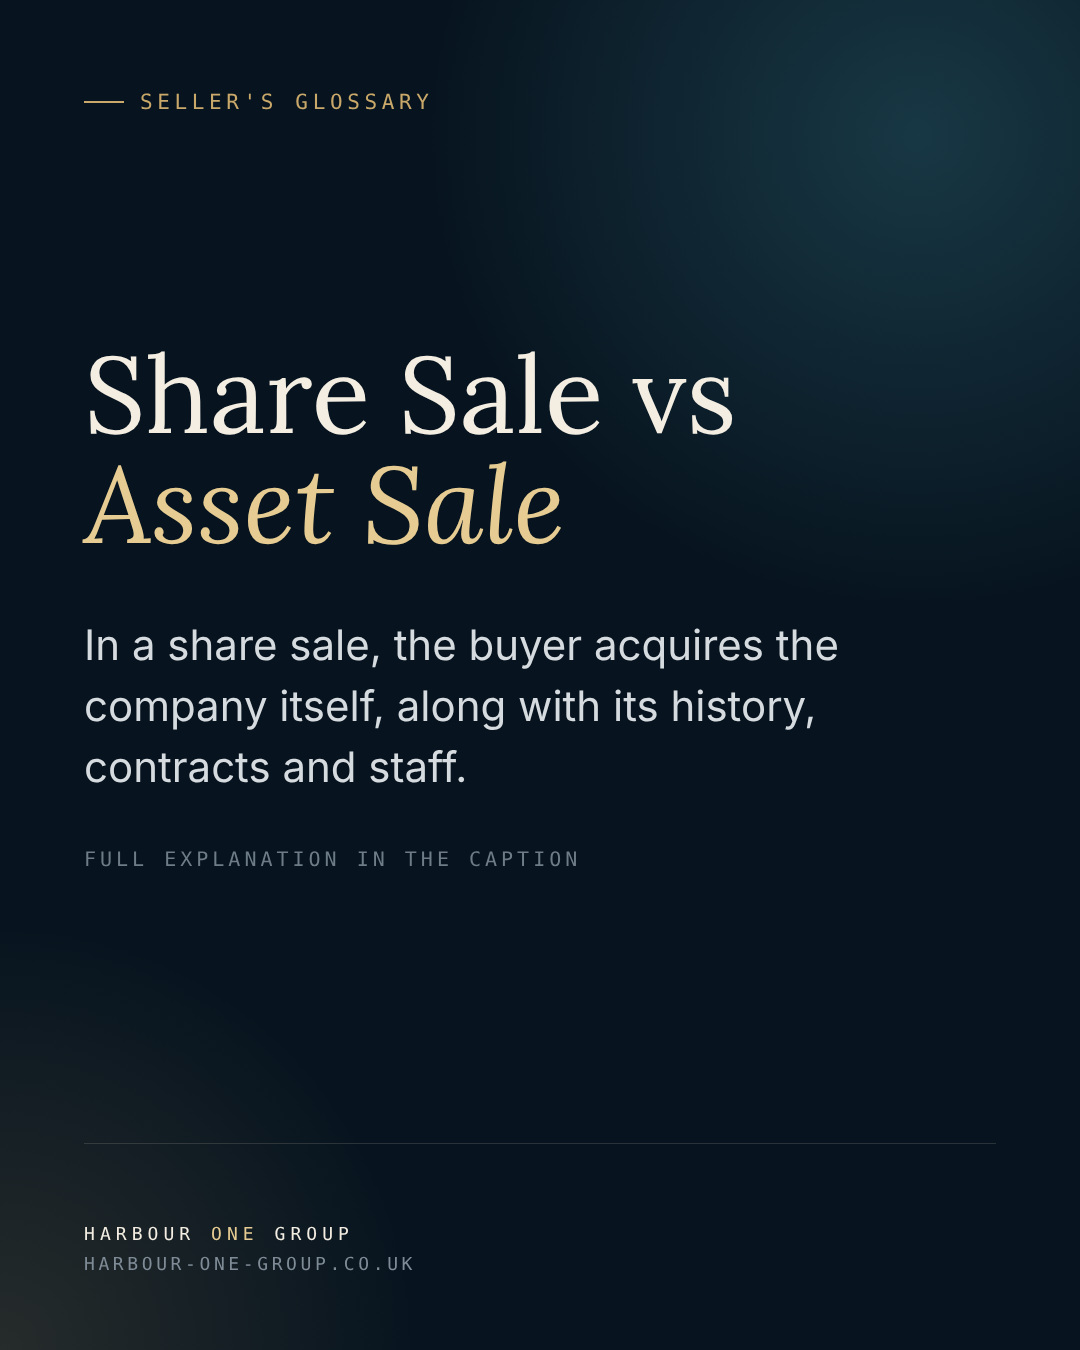 SELLER'S GLOSSARY
Share Sale vs
Asset Sale
In a share sale, the buyer acquires the
company itself, along with its history,
contracts and staff.
FULL EXPLANATION IN THE CAPTION
HARBOUR ONE GROUP
HARBOUR-ONE-GROUP.CO.UK